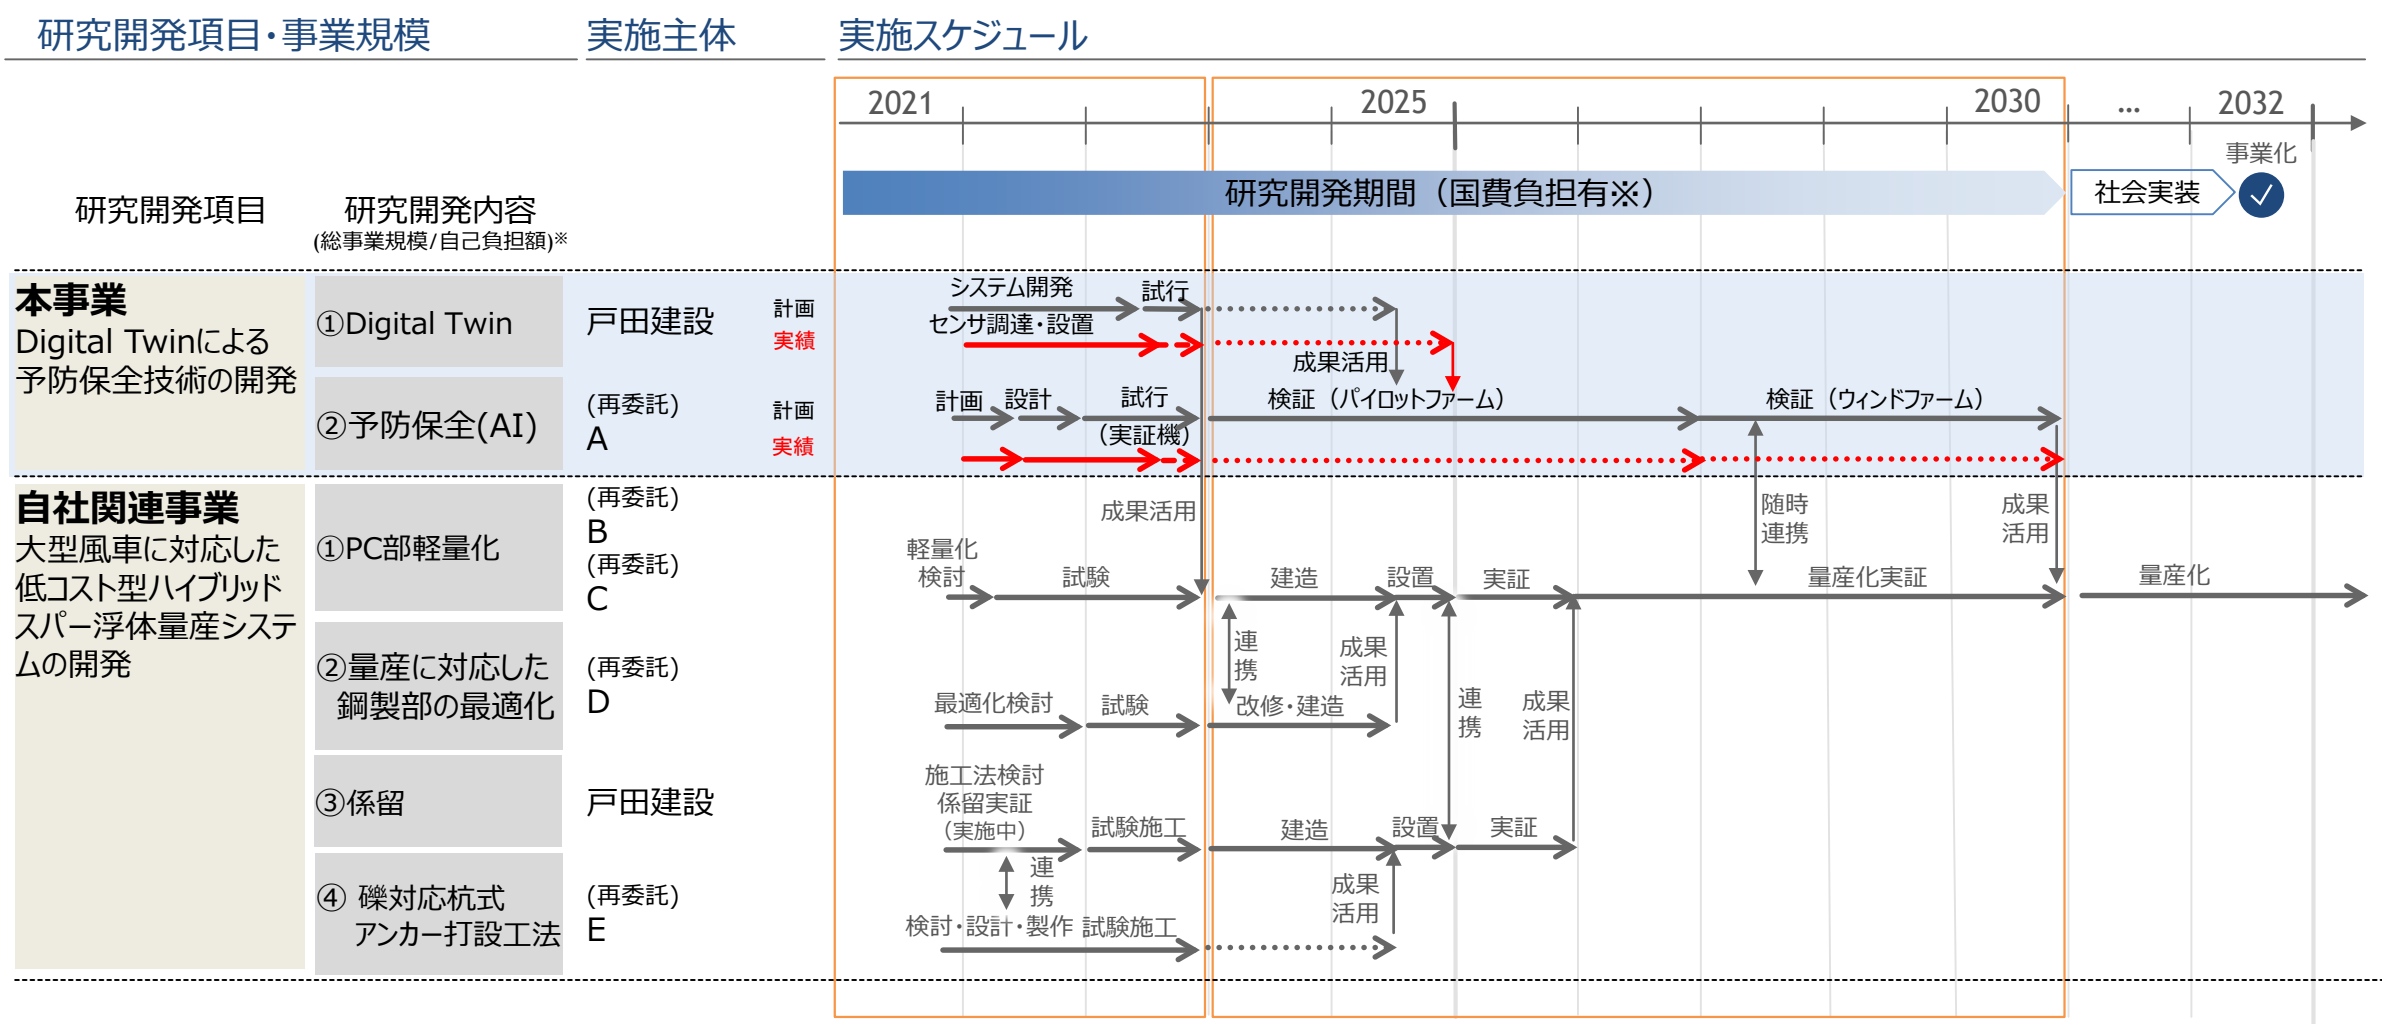 研究開発項目・事業規模
実施主体
実施スケジュール
2021
2025
2030
...
2032
事業化
研究開発期間（国費負担有※）
社会実装
研究開発項目
研究開発内容
(総事業規模/自己負担額)※
本事業
Digital Twinによる
予防保全技術の開発
①Digital Twin
戸田建設
計画
実績
システム開発
試行
センサ調達・設置
成果活用
②予防保全(AI)
(再委託)
A
計画
実績
計画
設計
試行
（実証機）
検証（パイロットファーム）
検証（ウィンドファーム）
自社関連事業
大型風車に対応した
低コスト型ハイブリッド
スパー浮体量産システ
ムの開発
①PC部軽量化
(再委託)
B
(再委託)
C
成果活用
随時
連携
成果
活用
軽量化
検討
試験
建造
設置
実証
量産化実証
量産化
②量産に対応した
鋼製部の最適化
(再委託)
D
連
携
成果
活用
最適化検討
試験
改修・建造
連
携
成果
活用
③係留
戸田建設
施工法検討
係留実証
（実施中）
試験施工
建造
設置
実証
④ 礫対応杭式
アンカー打設工法
(再委託)
E
連
携
成果
活用
検討・設計・製作
試験施工